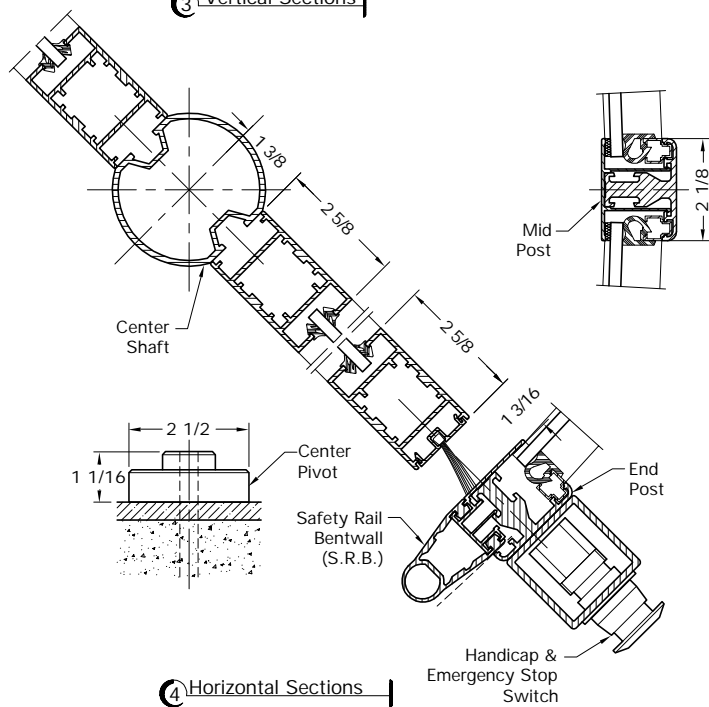 3 Vertical Sections
1 3/8
2 5/8
2 1/8
Mid
Post
Center
Shaft
2 5/8
1 3/16
2 1/2
1 1/16
Center
Pivot
End
Post
Safety Rail
Bentwall
(S.R.B.)
Handicap &
Emergency Stop
Switch
4 Horizontal Sections